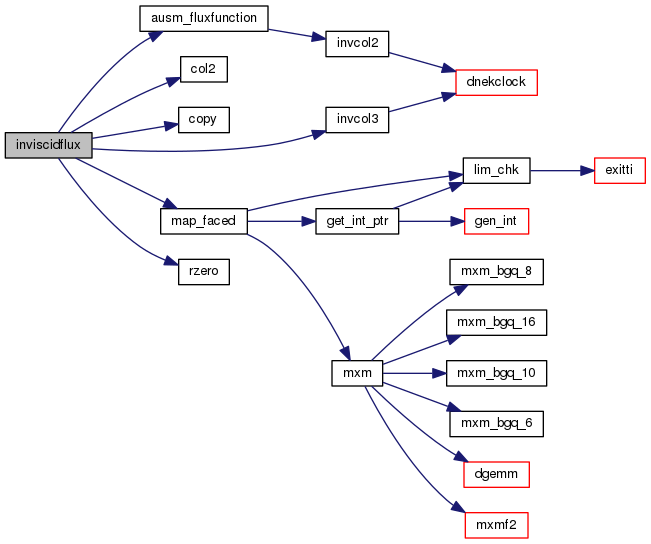 ausm_fluxfunction
invcol2
col2
dnekclock
copy
invcol3
inviscidflux
lim_chk
exitti
map_faced
get_int_ptr
gen_int
rzero
mxm_bgq_8
mxm_bgq_16
mxm
mxm_bgq_10
mxm_bgq_6
dgemm
mxmf2